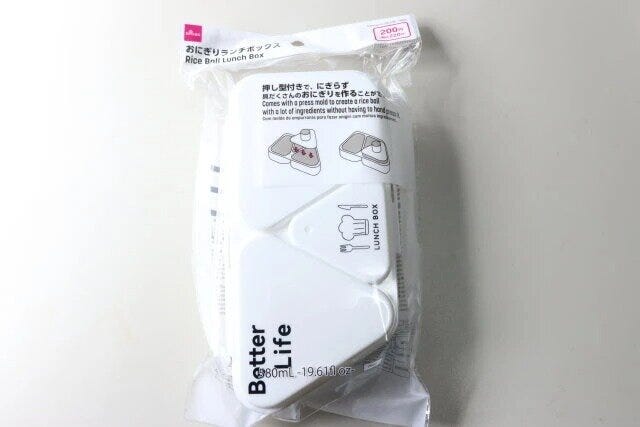 DAISO
おにぎりランチボックス
Rice Ball Lunch Box
200円
押し型付きで、にぎらず
具だくさんのおにぎりを作ることが
Comes with a press mold to create a rice ball
with a lot of ingredients without having to hand
LUNCH BOX
Better
Life
580mL -19.61fl oz-